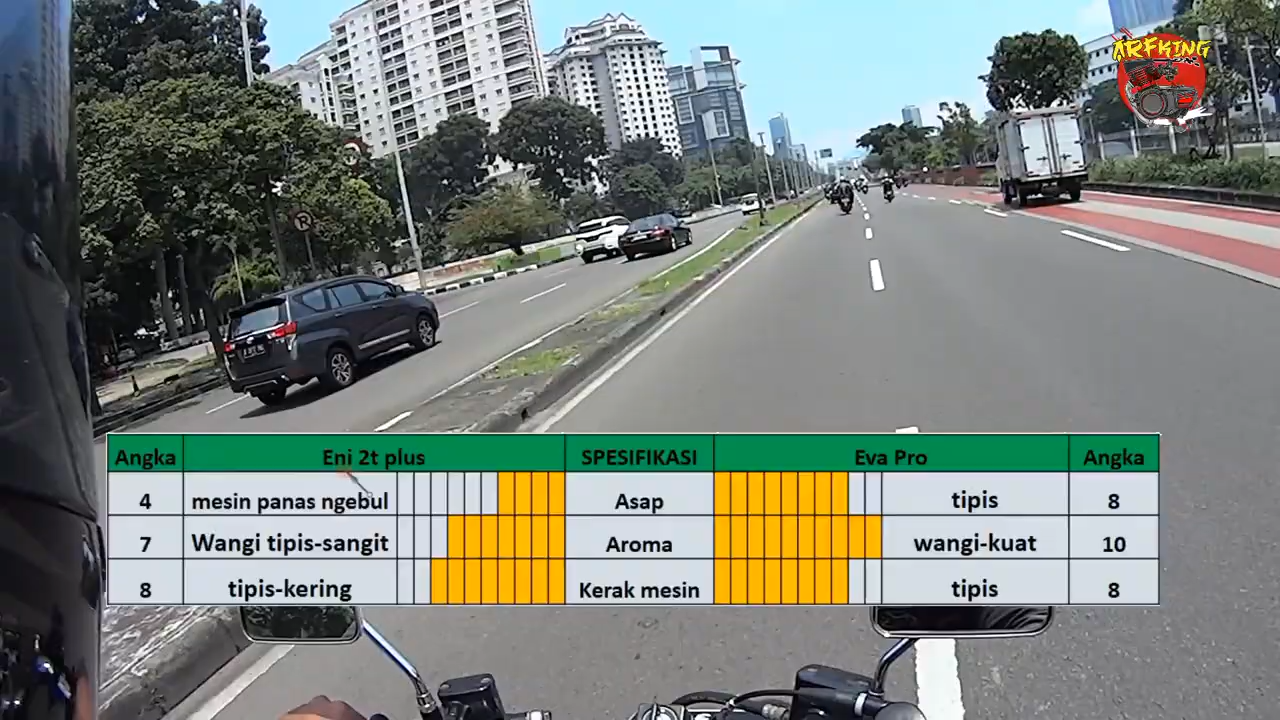 ARFKING
Angka Eni 2t plus SPESIFIKASI Eva Pro Angka
4 mesin panas ngebul Asap tipis 8
7 Wangi tipis-sangit Aroma wangi-kuat 10
8 tipis-kering Kerak mesin tipis 8